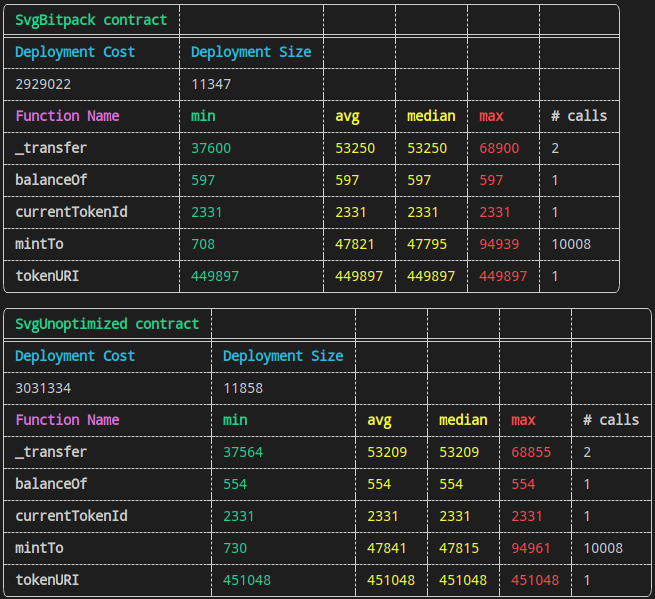 SvgBitpack contract
Deployment Cost Deployment Size
2929022 11347
Function Name min avg median max # calls
_transfer 37600 53250 53250 68900 2
balanceOf 597 597 597 597 1
currentTokenId 2331 2331 2331 2331 1
mintTo 708 47821 47795 94939 10008
tokenURI 449897 449897 449897 449897 1
SvgUnoptimized contract
Deployment Cost Deployment Size
3031334 11858
Function Name min avg median max # calls
_transfer 37564 53209 53209 68855 2
balanceOf 554 554 554 554 1
currentTokenId 2331 2331 2331 2331 1
mintTo 730 47841 47815 94961 10008
tokenURI 451048 451048 451048 451048 1